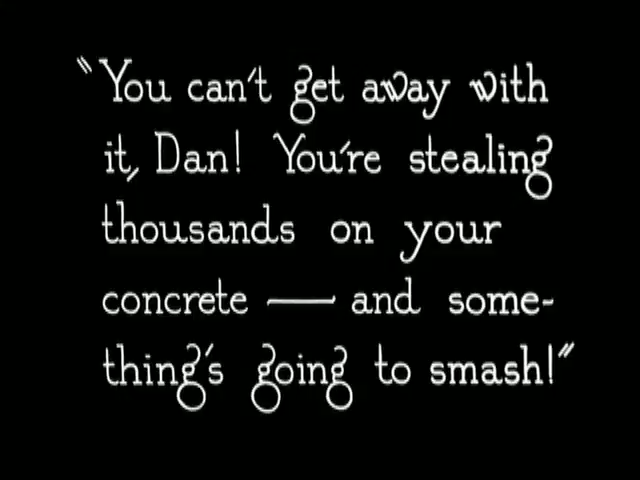 "You can't get away with
it, Dan! You're stealing
thousands on your
concrete — and some-
thing's going to smash!"